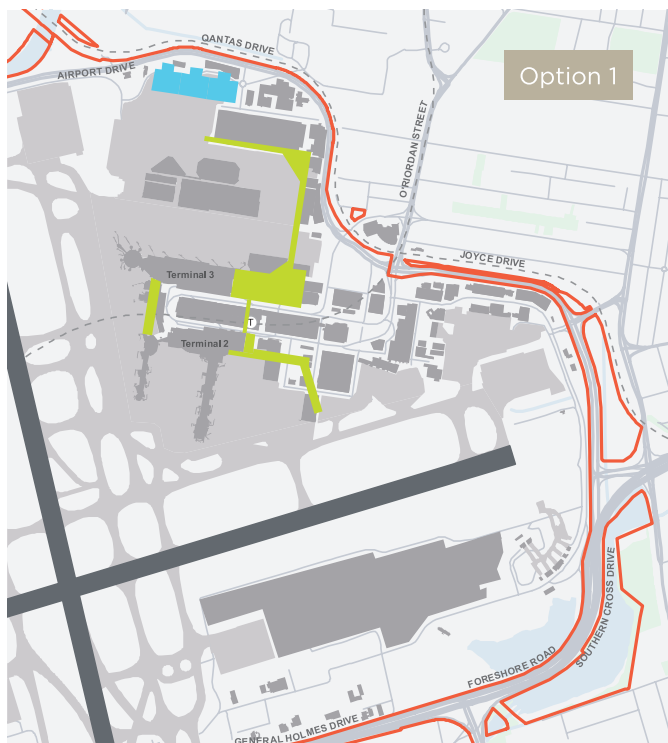 QANTAS DRIVE
AIRPORT DRIVE
Option 1
O'RIORDAN STREET
JOYCE DRIVE
Terminal 3
T
Terminal 2
SOUTHERN CROSS DRIVE
FORESHORE ROAD
GENERAL HOLMES DRIVE